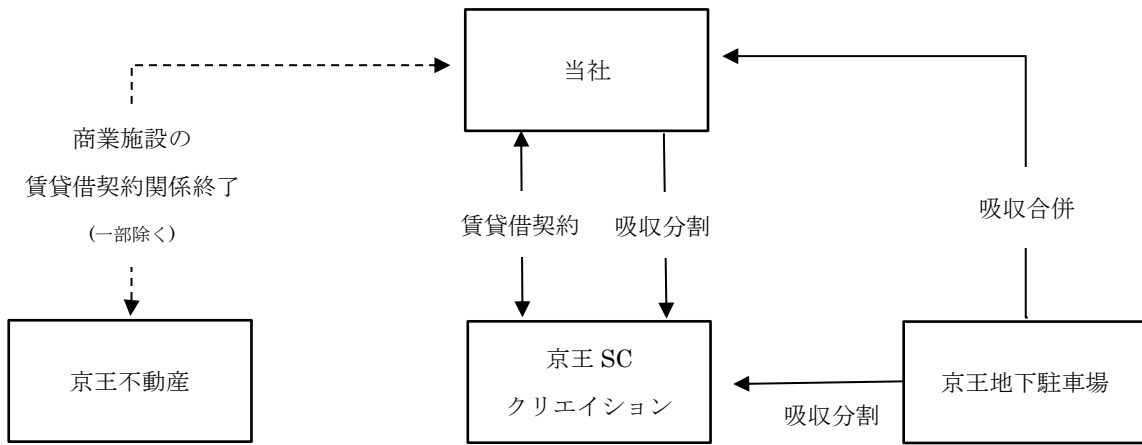 当社
商業施設の
賃貸借契約関係終了
(一部除く)
賃貸借契約
吸収分割
吸収合併
京王不動産
京王 SC
クリエイション
吸収分割
京王地下駐車場